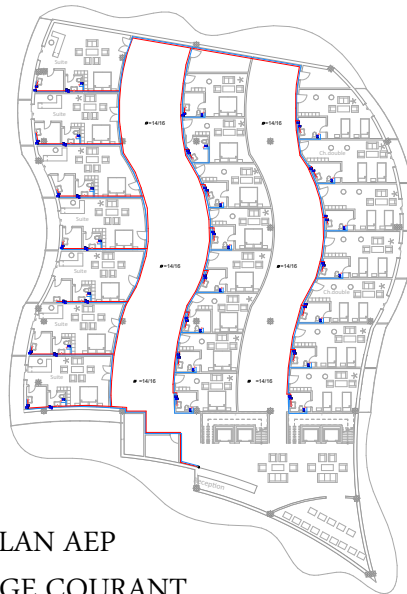 Suite
Suite
ø=14/16
ø=14/16
Ch.double
Suite
ø=14/16
ø=14/16
Ch.double
Suite
Suite
ø=14/16
ø=14/16
Suite
réception
LAN AEP
GE COURANT